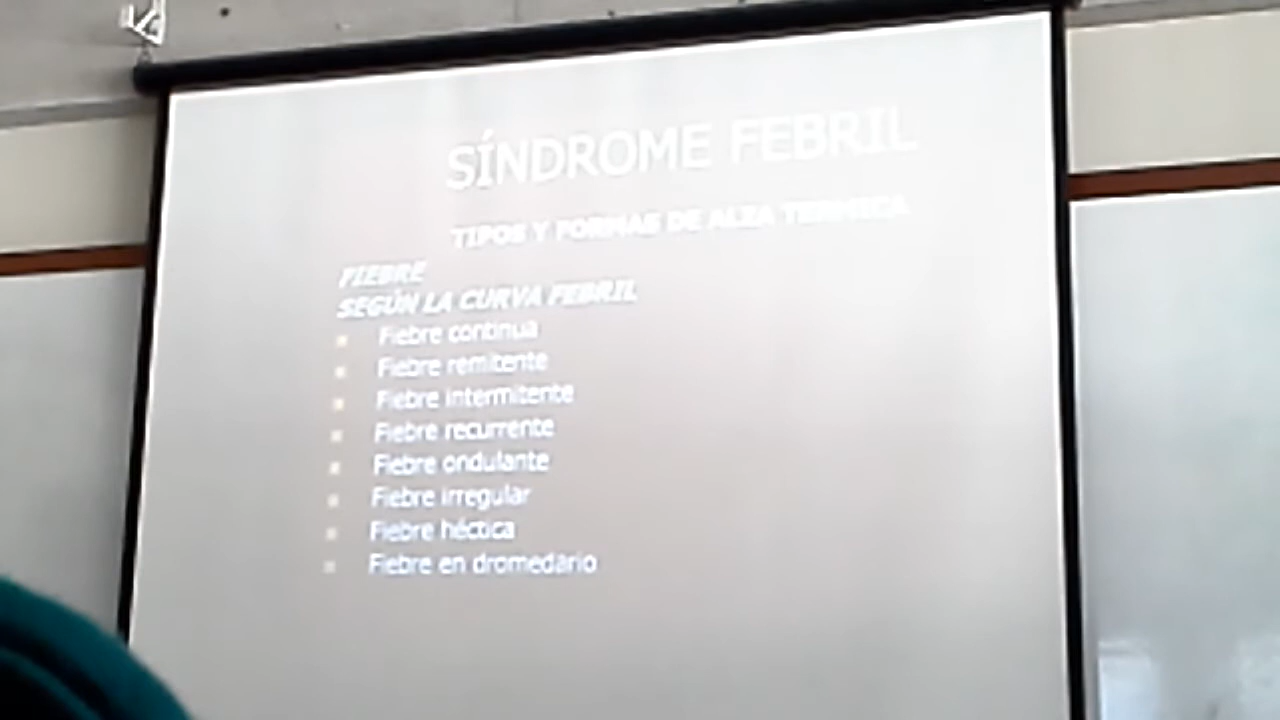 SÍNDROME FEBRIL
TIPOS Y FORMAS DE ALZA TERMICA
FIEBRE
SEGÚN LA CURVA FEBRIL
▪ Fiebre continua
▪ Fiebre remitente
▪ Fiebre intermitente
▪ Fiebre recurrente
▪ Fiebre ondulante
▪ Fiebre irregular
▪ Fiebre héctica
▪ Fiebre en dromedario